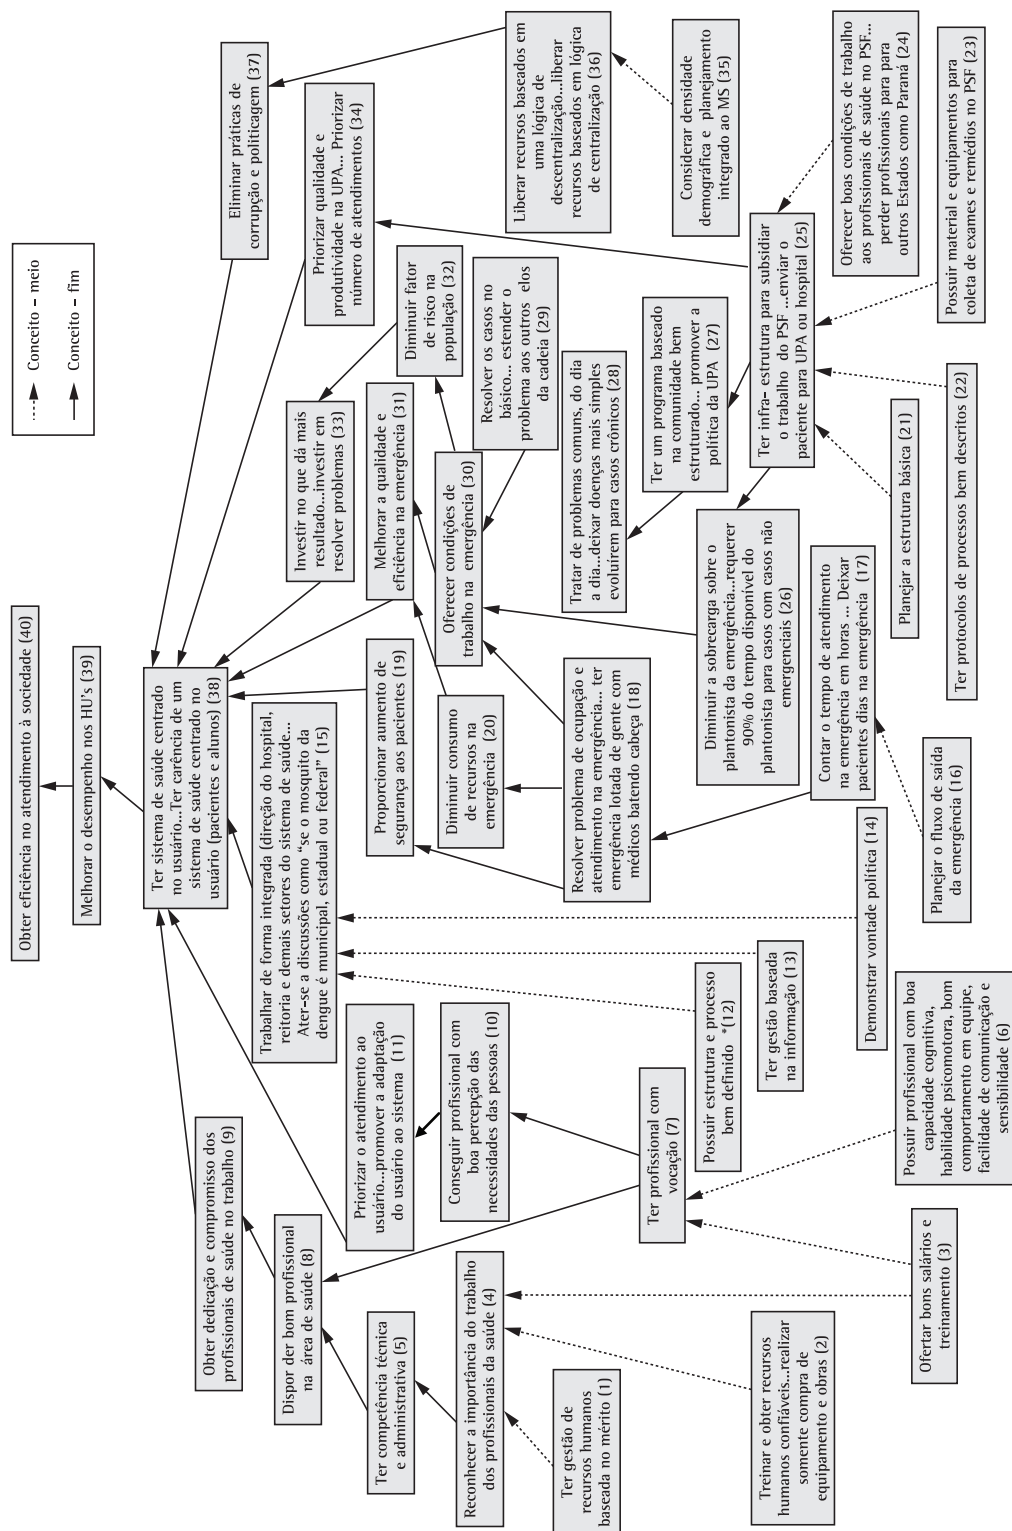 Obter eficiência no atendimento à sociedade (40)
Melhorar o desempenho nos HU's (39)
Ter sistema de saúde centrado
no usuário...Ter carência de um
sistema de saúde centrado no
usuário (pacientes e alunos) (38)
Conceito – meio
Conceito – fim
Eliminar práticas de
corrupção e politicagem (37)
Priorizar qualidade e
produtividade na UPA... Priorizar
número de atendimentos (34)
Liberar recursos baseados em
uma lógica de
descentralização...liberar
recursos baseados em lógica
de centralização (36)
Considerar densidade
demográfica e planejamento
integrado ao MS (35)
Investir no que dá mais
resultado...investir em
resolver problemas (33)
Diminuir fator
de risco na
população (32)
Melhorar a qualidade e
eficiência na emergência (31)
Oferecer condições de
trabalho na emergência (30)
Resolver os casos no
básico... estender o
problema aos outros elos
da cadeia (29)
Tratar de problemas comuns, do dia
a dia...deixar doenças mais simples
evoluírem para casos crônicos (28)
Ter um programa baseado
na comunidade bem
estruturado... promover a
política da UPA (27)
Diminuir a sobrecarga sobre o
plantonista da emergência...requerer
90% do tempo disponível do
plantonista para casos com casos não
emergenciais (26)
Ter infra- estrutura para subsidiar
o trabalho do PSF ...enviar o
paciente para UPA ou hospital (25)
Oferecer boas condições de trabalho
aos profissionais de saúde no PSF...
perder profissionais para para
outros Estados como Paraná (24)
Possuir material e equipamentos para
coleta de exames e remédios no PSF (23)
Ter protocolos de processos bem descritos (22)
Planejar a estrutura básica (21)
Diminuir consumo
de recursos na
emergência (20)
Proporcionar aumento de
segurança aos pacientes (19)
Resolver problema de ocupação e
atendimento na emergência... ter
emergência lotada de gente com
médicos batendo cabeça (18)
Contar o tempo de atendimento
na emergência em horas ... Deixar
pacientes dias na emergência (17)
Planejar o fluxo de saída
da emergência (16)
Trabalhar de forma integrada (direção do hospital,
reitoria e demais setores do sistema de saúde...
Ater–se a discussões como “se o mosquito da
dengue é municipal, estadual ou federal” (15)
Demonstrar vontade política (14)
Ter gestão baseada
na informação (13)
Possuir estrutura e processo
bem definido *(12)
Priorizar o atendimento ao
usuário...promover a adaptação
do usuário ao sistema (11)
Conseguir profissional com
boa percepção das
necessidades das pessoas (10)
Obter dedicação e compromisso dos
profissionais de saúde no trabalho (9)
Dispor der bom profissional
na área de saúde (8)
Ter profissional com
vocação (7)
Possuir profissional com boa
capacidade cognitiva,
habilidade psicomotora, bom
comportamento em equipe,
facilidade de comunicação e
sensibilidade (6)
Ter competência técnica
e administrativa (5)
Reconhecer a importância do trabalho
dos profissionais da saúde (4)
Ofertar bons salários e
treinamento (3)
Treinar e obter recursos
humanos confiáveis...realizar
somente compra de
equipamento e obras (2)
Ter gestão de
recursos humanos
baseada no mérito (1)